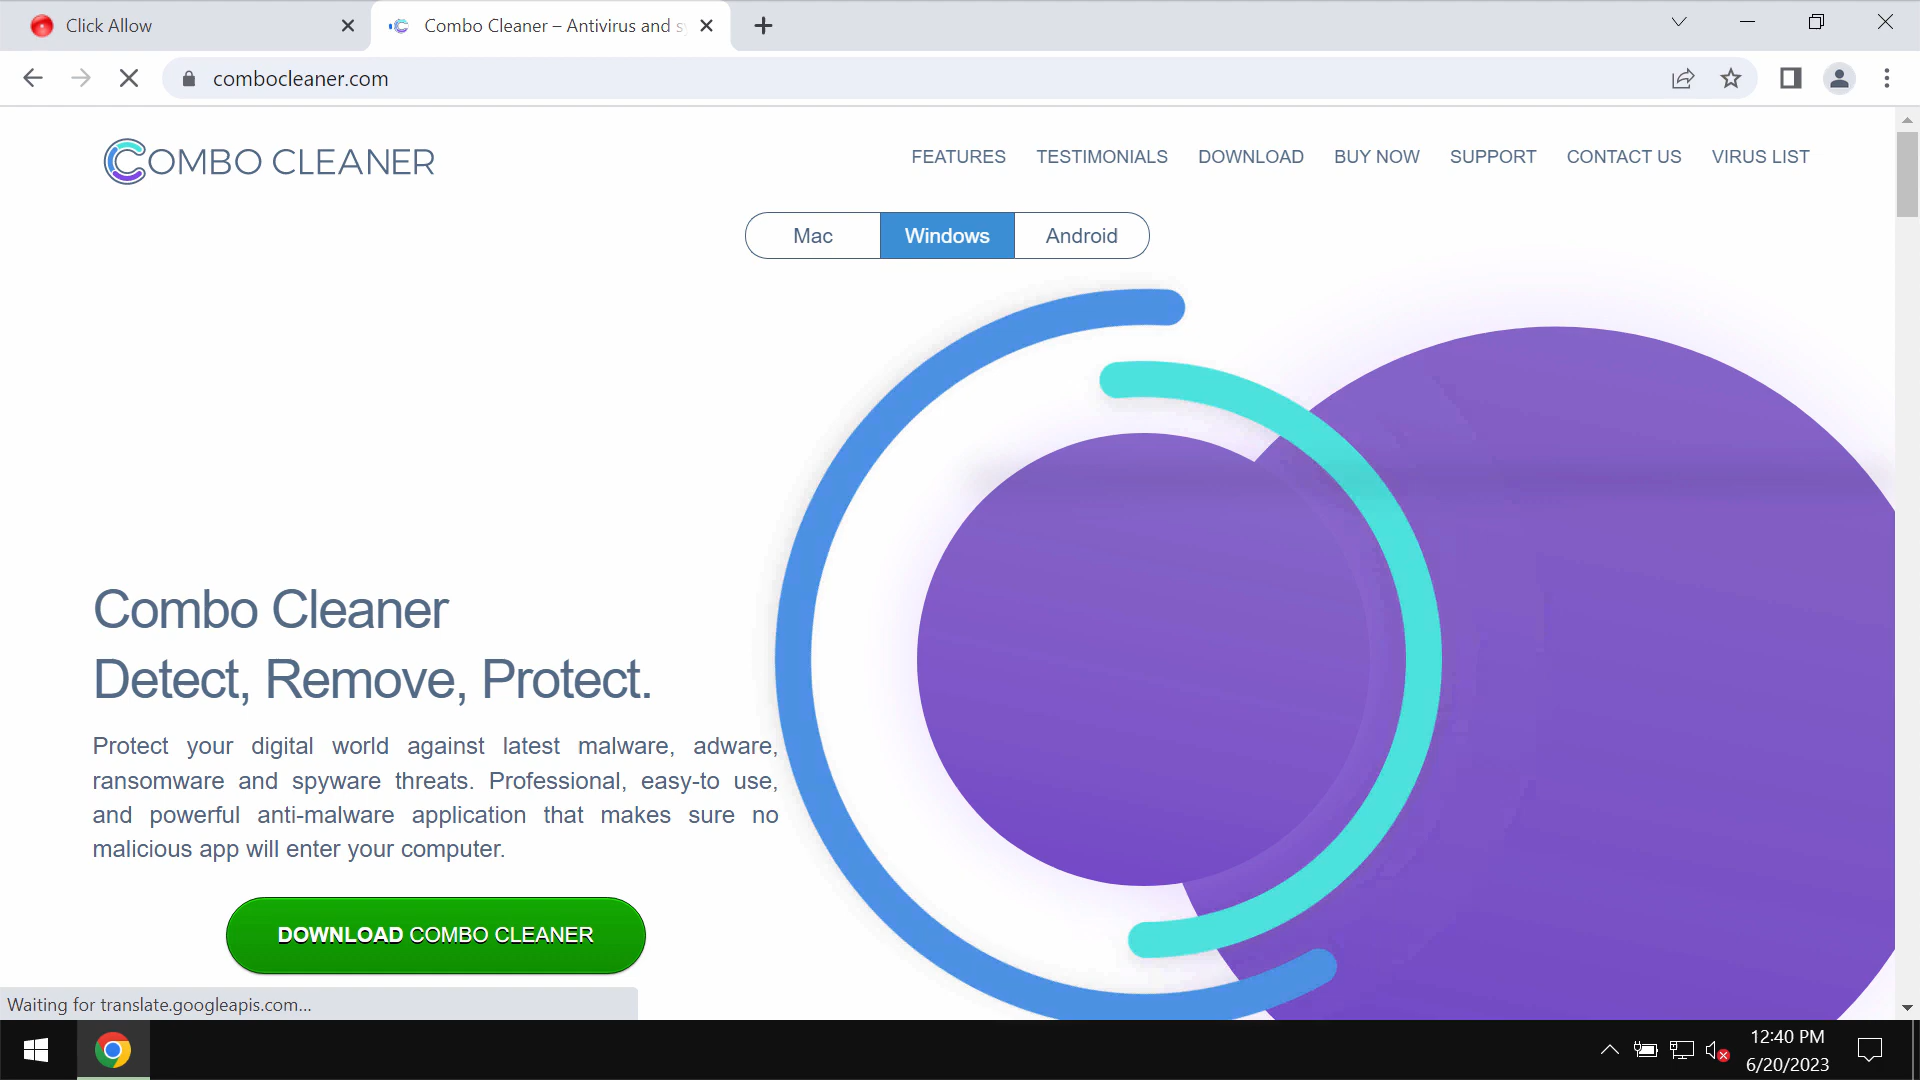 Click Allow
Combo Cleaner – Antivirus and s
combocleaner.com
COMBO CLEANER
FEATURES TESTIMONIALS DOWNLOAD BUY NOW SUPPORT CONTACT US VIRUS LIST
Mac Windows Android
Combo Cleaner
Detect, Remove, Protect.
Protect your digital world against latest malware, adware,
ransomware and spyware threats. Professional, easy-to use,
and powerful anti-malware application that makes sure no
malicious app will enter your computer.
DOWNLOAD COMBO CLEANER
Waiting for translate.googleapis.com...
12:40 PM
6/20/2023